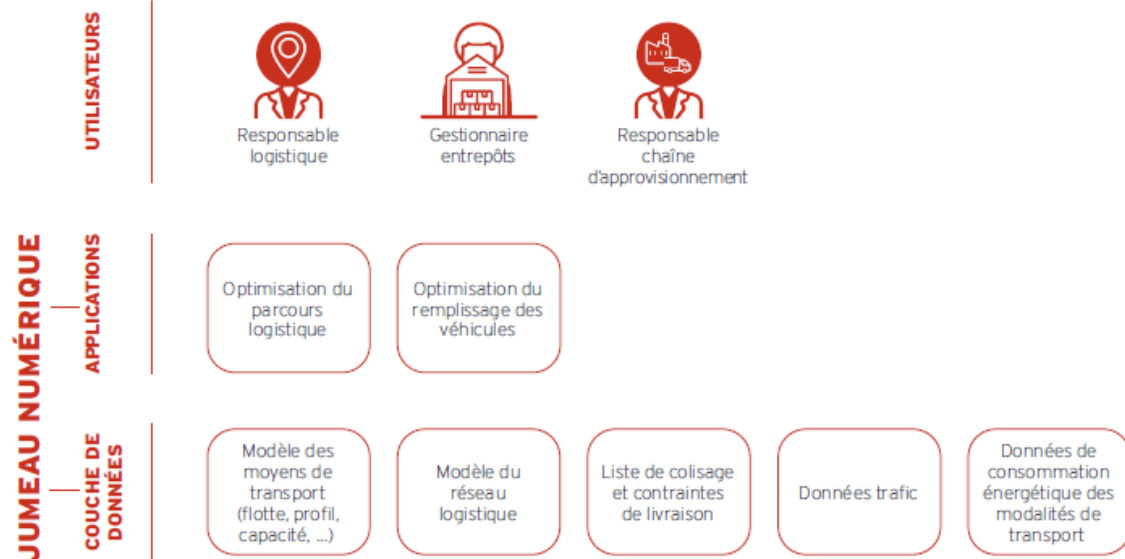 UTILISATEURS
Responsable
logistique
Gestionnaire
entrepôts
Responsable
chaîne
d'approvisionnement
JUMEAU NUMÉRIQUE
APPLICATIONS
Optimisation du
parcours
logistique
Optimisation du
remplissage des
véhicules
COUCHE DE
DONNÉES
Modèle des
moyens de
transport
(flotte, profil,
capacité, ...)
Modèle du
réseau
logistique
Liste de colisage
et contraintes
de livraison
Données trafic
Données de
consommation
énergétique des
modalités de
transport